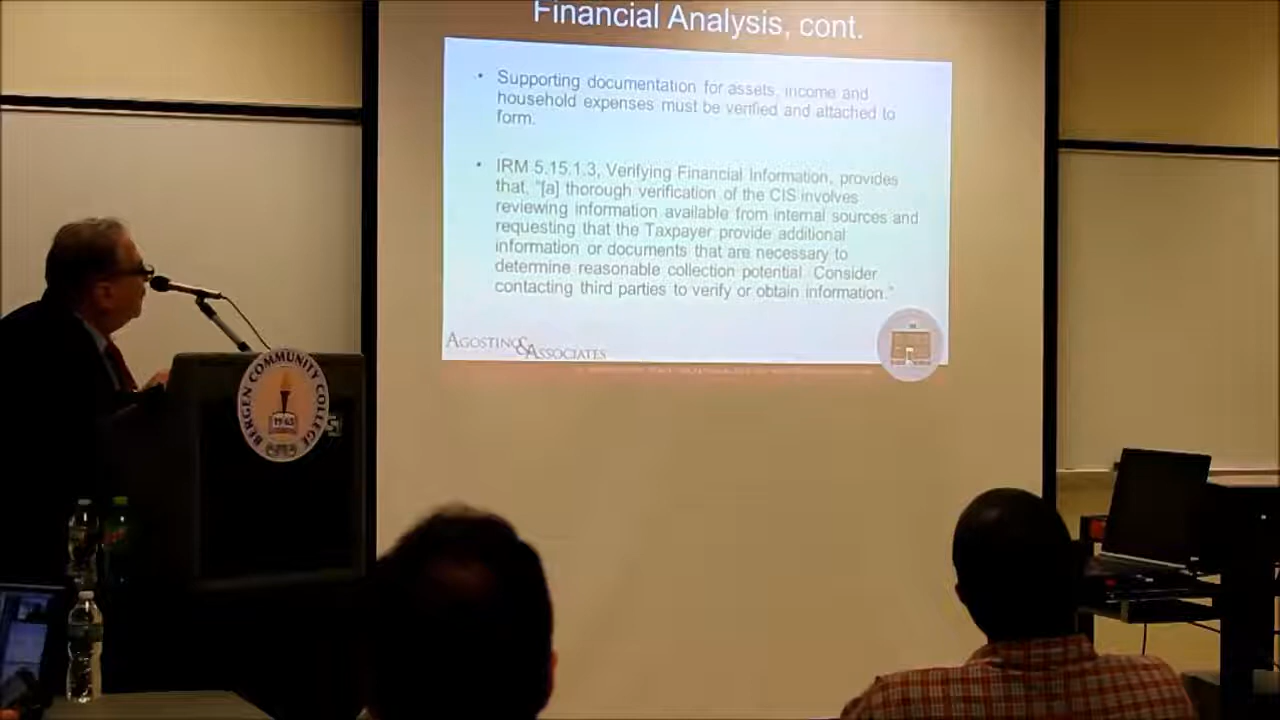 Financial Analysis, cont.
• Supporting documentation for assets, income and
household expenses must be verified and attached to
form.
• IRM 5.15.1.3, Verifying Financial Information, provides
that, "[a] thorough verification of the CIS involves
reviewing information available from internal sources and
requesting that the Taxpayer provide additional
information or documents that are necessary to
determine reasonable collection potential. Consider
contacting third parties to verify or obtain information."
AGOSTINO & ASSOCIATES
BERGEN COMMUNITY COLLEGE
1965